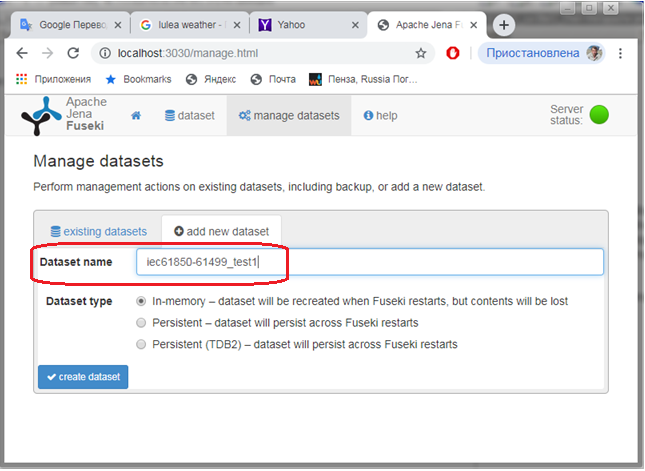 Google Перево
lulea weather -
Yahoo
Apache Jena F
localhost:3030/manage.html
Приостановлена
Приложения
Bookmarks
Яндекс
Почта
Пенза, Russia Пог…
Apache
Jena
Fuseki
dataset
manage datasets
help
Server
status:
Manage datasets
Perform management actions on existing datasets, including backup, or add a new dataset.
existing datasets
add new dataset
Dataset name
iec61850-61499_test1
Dataset type
In-memory – dataset will be recreated when Fuseki restarts, but contents will be lost
Persistent – dataset will persist across Fuseki restarts
Persistent (TDB2) – dataset will persist across Fuseki restarts
create dataset